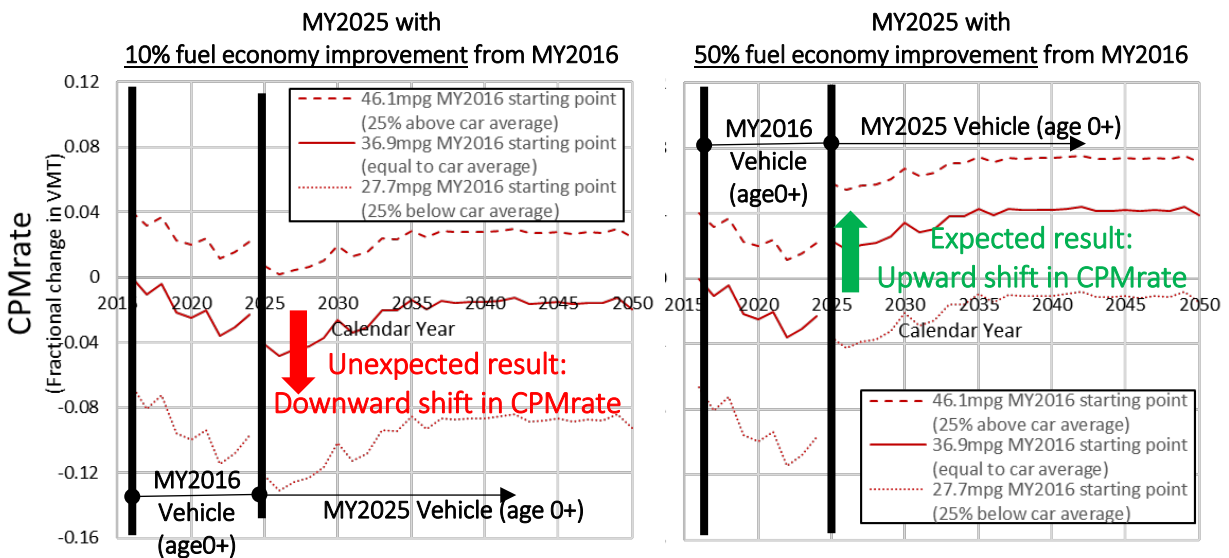 MY2025 with
10% fuel economy improvement from MY2016
CPMrate
(Fractional change in VMT)
0.12
0.08
0.04
0
-0.04
-0.08
-0.12
-0.16
46.1mpg MY2016 starting point
(25% above car average)
36.9mpg MY2016 starting point
(equal to car average)
27.7mpg MY2016 starting point
(25% below car average)
2015
2020
2025
2030
2035
2040
2045
2050
Calendar Year
Unexpected result:
Downward shift in CPMrate
MY2016
Vehicle
(age0+)
MY2025 Vehicle (age 0+)
MY2025 with
50% fuel economy improvement from MY2016
MY2016
Vehicle
(age0+)
MY2025 Vehicle (age 0+)
Expected result:
Upward shift in CPMrate
2015
2020
2025
2030
2035
2040
2045
2050
Calendar Year
46.1mpg MY2016 starting point
(25% above car average)
36.9mpg MY2016 starting point
(equal to car average)
27.7mpg MY2016 starting point
(25% below car average)